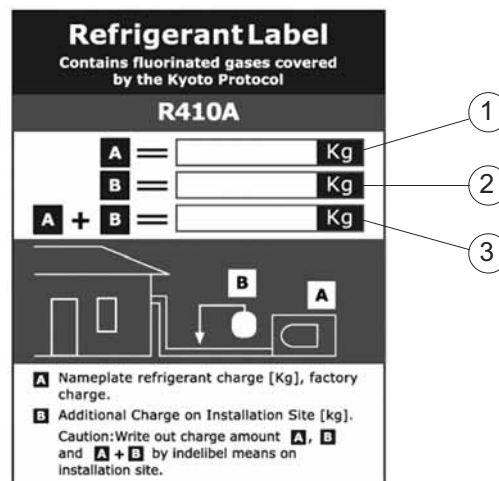 Refrigerant Label
Contains fluorinated gases covered
by the Kyoto Protocol
R410A
A = Kg 1
B = Kg 2
A + B = Kg 3
B
A
A Nameplate refrigerant charge [Kg], factory
charge.
B Additional Charge on Installation Site [kg].
Caution:Write out charge amount A, B
and A + B by indelibel means on
installation site.